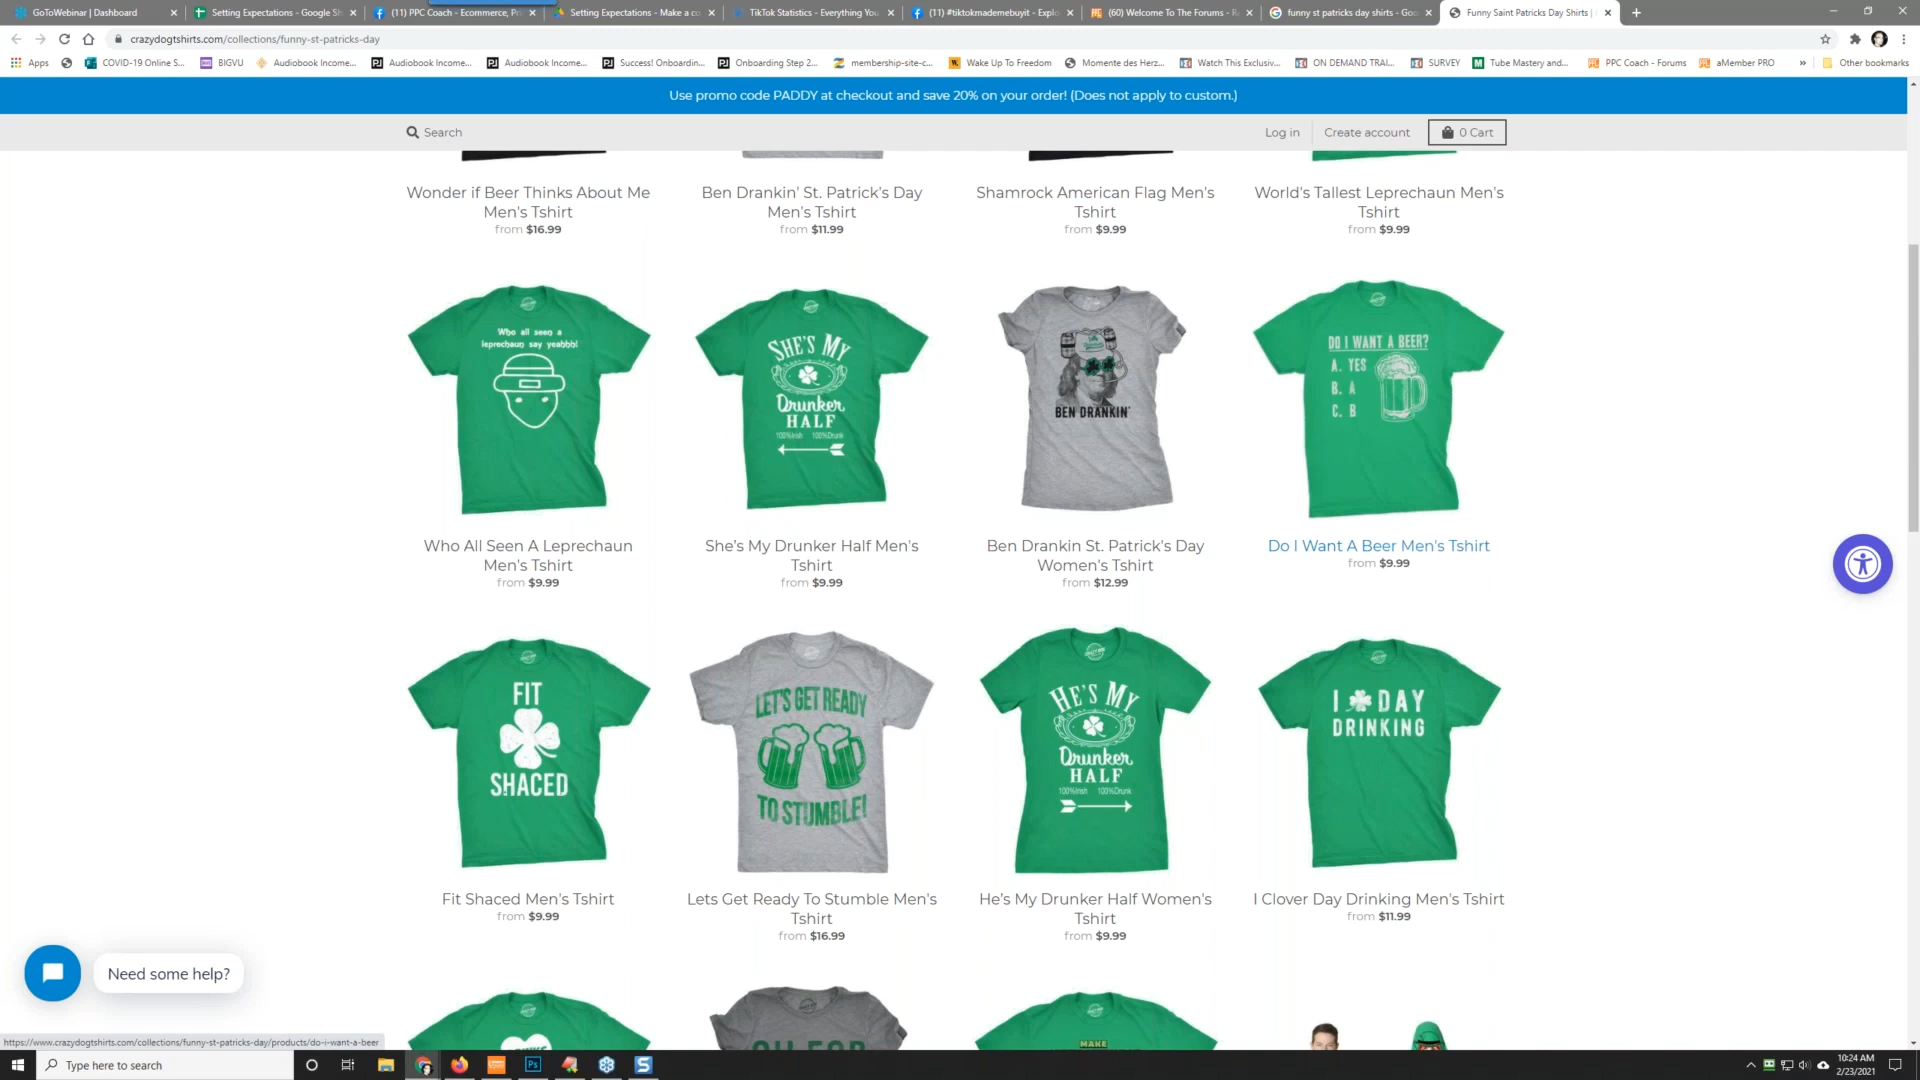 GoToWebinar | Dashboard
Setting Expectations - Google Sh
(11) PPC Coach - Ecommerce, Pr
Setting Expectations - Make a co
TikTok Statistics - Everything You
(11) #tiktokmademebuyit - Explo
(60) Welcome To The Forums - R
funny st patricks day shirts - Goo
Funny Saint Patricks Day Shirts |
crazydogtshirts.com/collections/funny-st-patricks-day
Apps
COVID-19 Online S...
BIGVU
Audiobook Income...
Audiobook Income...
Audiobook Income...
Success! Onboardin...
Onboarding Step 2...
membership-site-c...
Wake Up To Freedom
Momente des Herz...
Watch This Exclusiv...
ON DEMAND TRAI...
SURVEY
Tube Mastery and...
PPC Coach - Forums
aMember PRO
Other bookmarks
Use promo code PADDY at checkout and save 20% on your order! (Does not apply to custom.)
Search
Log in
Create account
0 Cart
Wonder if Beer Thinks About Me
Men's Tshirt
from $16.99
Ben Drankin' St. Patrick's Day
Men's Tshirt
from $11.99
Shamrock American Flag Men's
Tshirt
from $9.99
World's Tallest Leprechaun Men's
Tshirt
from $9.99
Who all seen a
leprechaun say yeahhh!
SHE'S MY
Drunker
HALF
100%Irish 100%Drunk
BEN DRANKIN'
DO I WANT A BEER?
A. YES
B. A
C. B
Who All Seen A Leprechaun
Men's Tshirt
from $9.99
She's My Drunker Half Men's
Tshirt
from $9.99
Ben Drankin St. Patrick's Day
Women's Tshirt
from $12.99
Do I Want A Beer Men's Tshirt
from $9.99
FIT
SHACED
LET'S GET READY
TO STUMBLE!
HE'S MY
Drunker
HALF
100%Irish 100%Drunk
I DAY
DRINKING
Fit Shaced Men's Tshirt
from $9.99
Lets Get Ready To Stumble Men's
Tshirt
from $16.99
He's My Drunker Half Women's
Tshirt
from $9.99
I Clover Day Drinking Men's Tshirt
from $11.99
Need some help?
MAKE
https://www.crazydogtshirts.com/collections/funny-st-patricks-day/products/do-i-want-a-beer
Type here to search
Ps
10:24 AM
2/23/2021